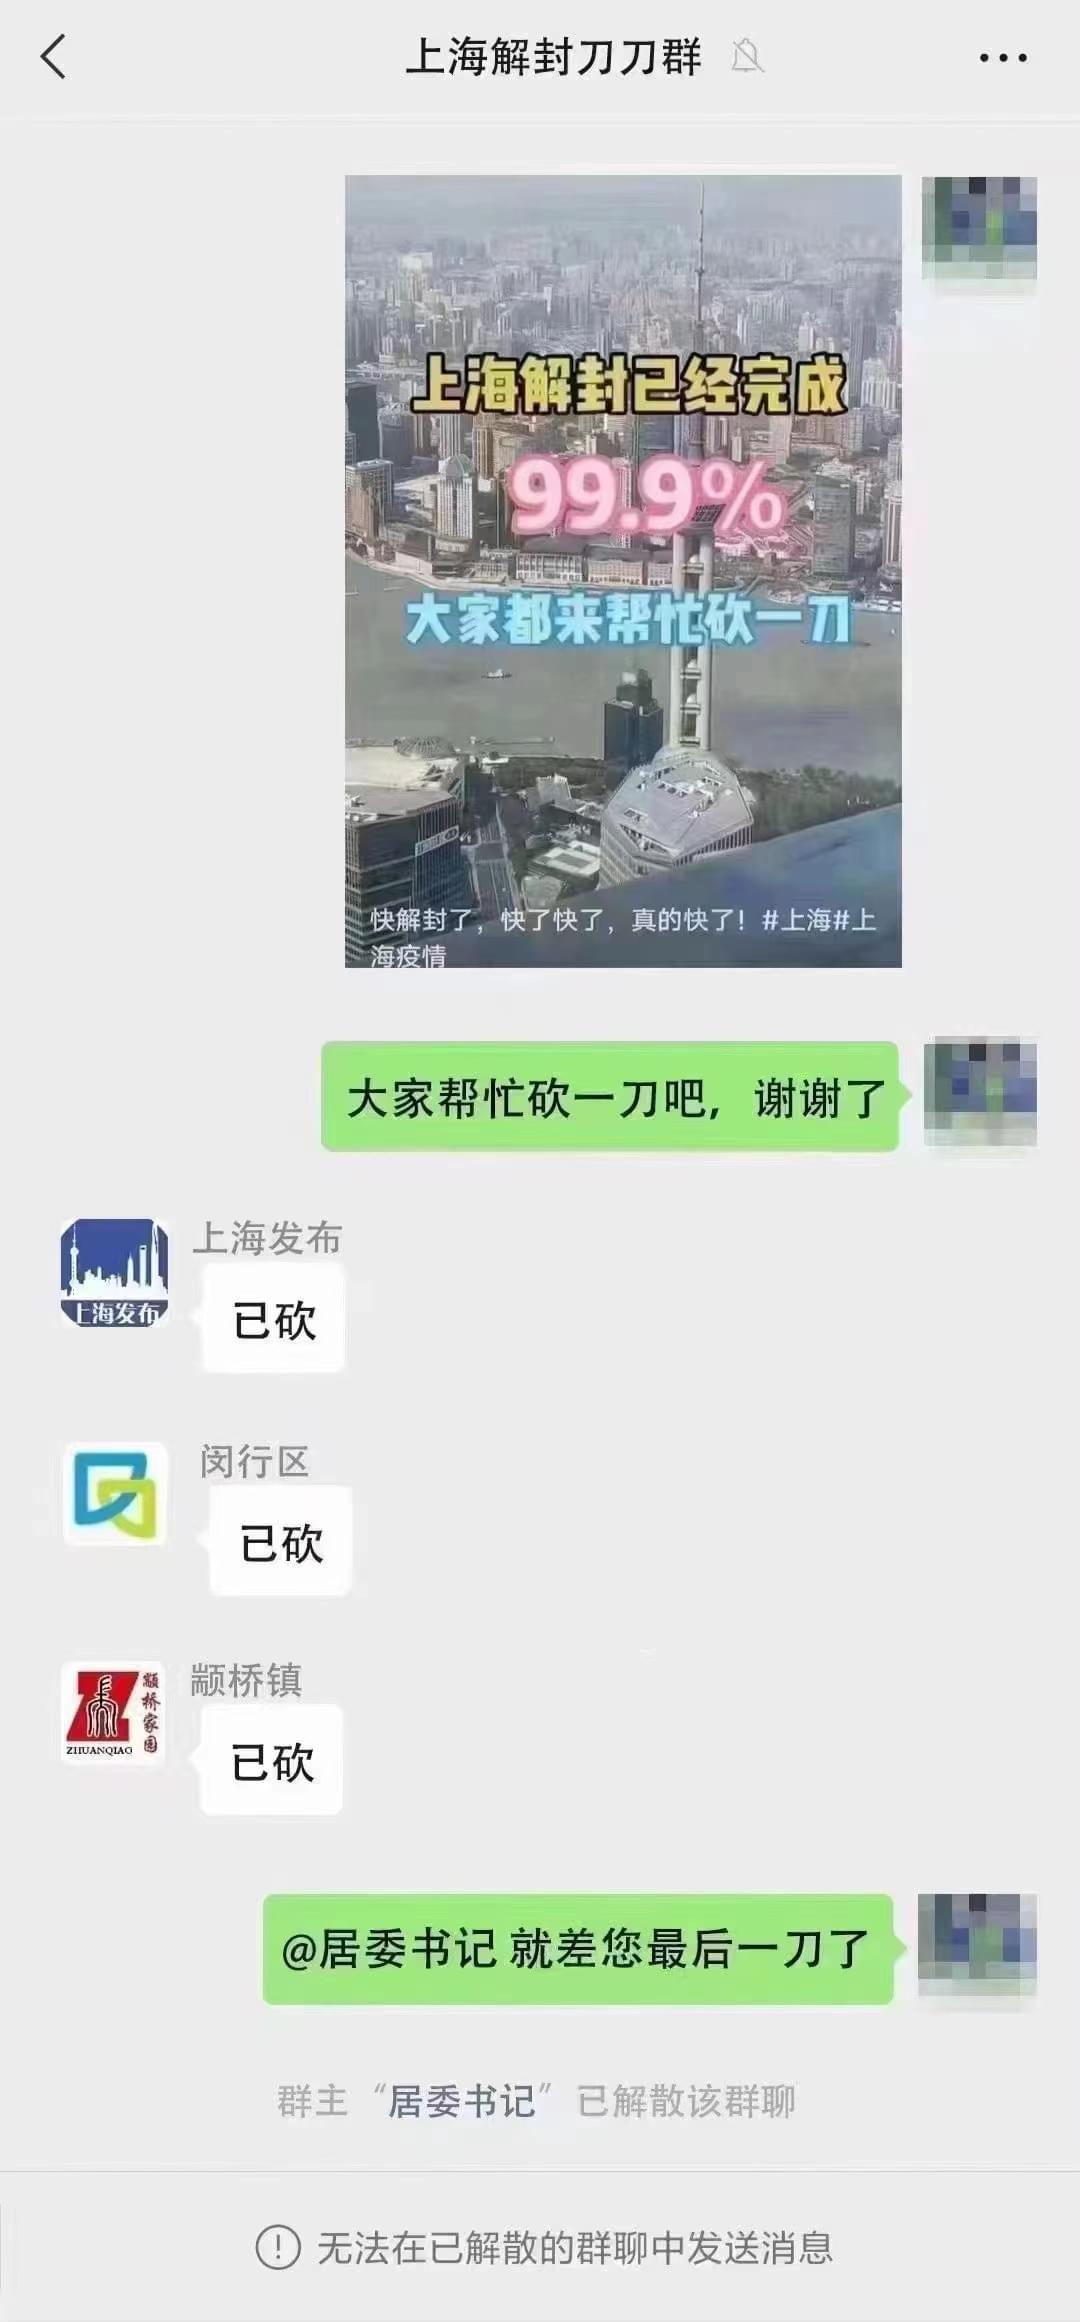 上海解封刀刀群
上海解封已经完成
99.9%
大家都来帮忙砍一刀
快解封了，快了快了，真的快了！#上海#上
海疫情
大家帮忙砍一刀吧，谢谢了
上海发布
上海发布
已砍
闵行区
已砍
颛桥镇
颛桥家园
ZHUANQIAO
已砍
@居委书记 就差您最后一刀了
群主“居委书记”已解散该群聊
无法在已解散的群聊中发送消息